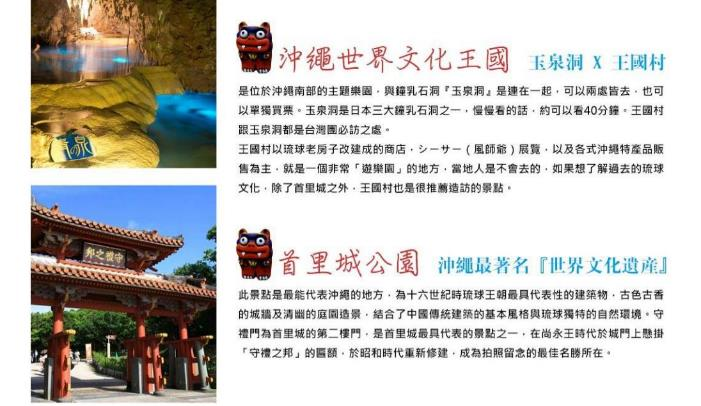 沖繩世界文化王國 玉泉洞 X 王國村
是位於沖繩南部的主題樂園，與鐘乳石洞『玉泉洞』是連在一起，可以兩處皆去，也可
以單獨買票。玉泉洞是日本三大鐘乳石洞之一，慢慢看的話，約可以看40分鐘。王國村
跟玉泉洞都是台灣團必訪之處。
王國村以琉球老房子改建成的商店，シーサー（風師爺）展覽，以及各式沖繩特產品販
售為主，就是一個非常「遊樂園」的地方，當地人是不會去的，如果想了解過去的琉球
文化，除了首里城之外，王國村也是很推薦造訪的景點。
守禮之邦
首里城公園 沖繩最著名『世界文化遺產』
此景點是最能代表沖繩的地方，為十六世紀時琉球王朝最具代表性的建築物，古色古香
的城牆及清幽的庭園造景，結合了中國傳統建築的基本風格與琉球獨特的自然環境。守
禮門為首里城的第二樓門，是首里城最具代表的景點之一，在尚永王時代於城門上懸掛
「守禮之邦」的匾額，於昭和時代重新修建，成為拍照留念的最佳名勝所在。